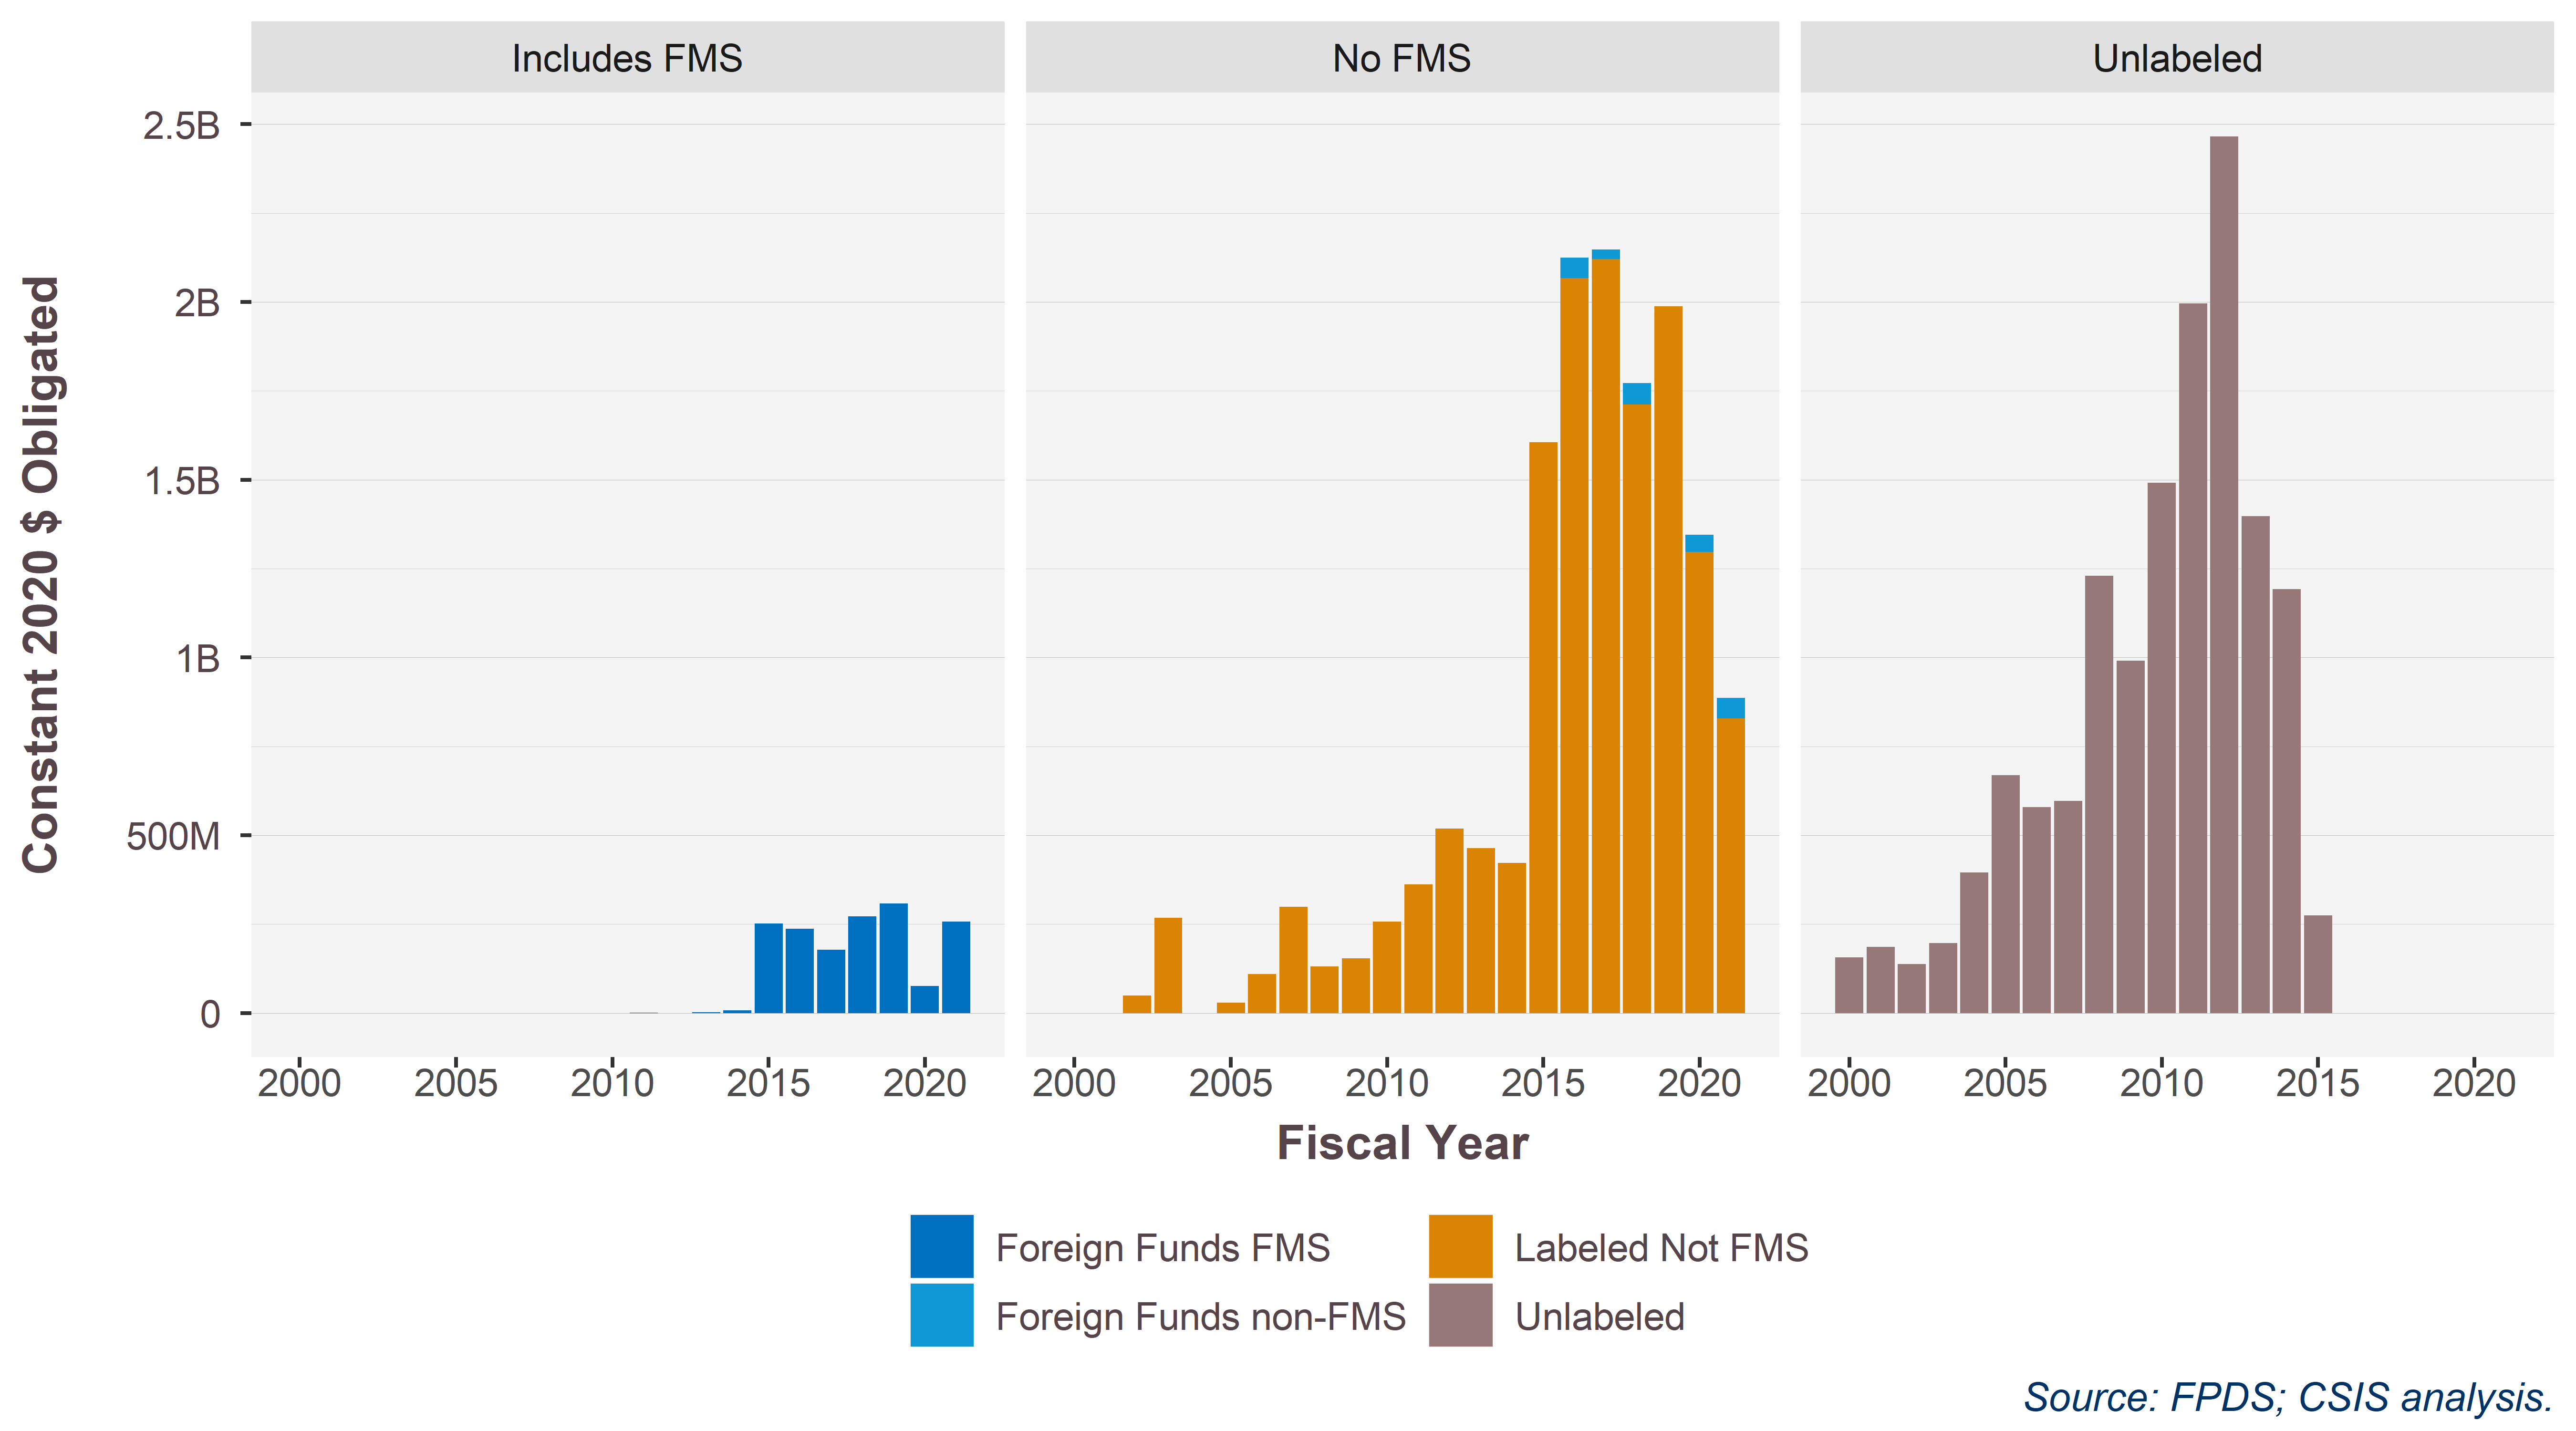 Includes FMS
No FMS
Unlabeled
Constant 2020 $ Obligated
2.5B
2B
1.5B
1B
500M
0
2000 2005 2010 2015 2020
2000 2005 2010 2015 2020
2000 2005 2010 2015 2020
Fiscal Year
Foreign Funds FMS
Labeled Not FMS
Foreign Funds non-FMS
Unlabeled
Source: FPDS; CSIS analysis.